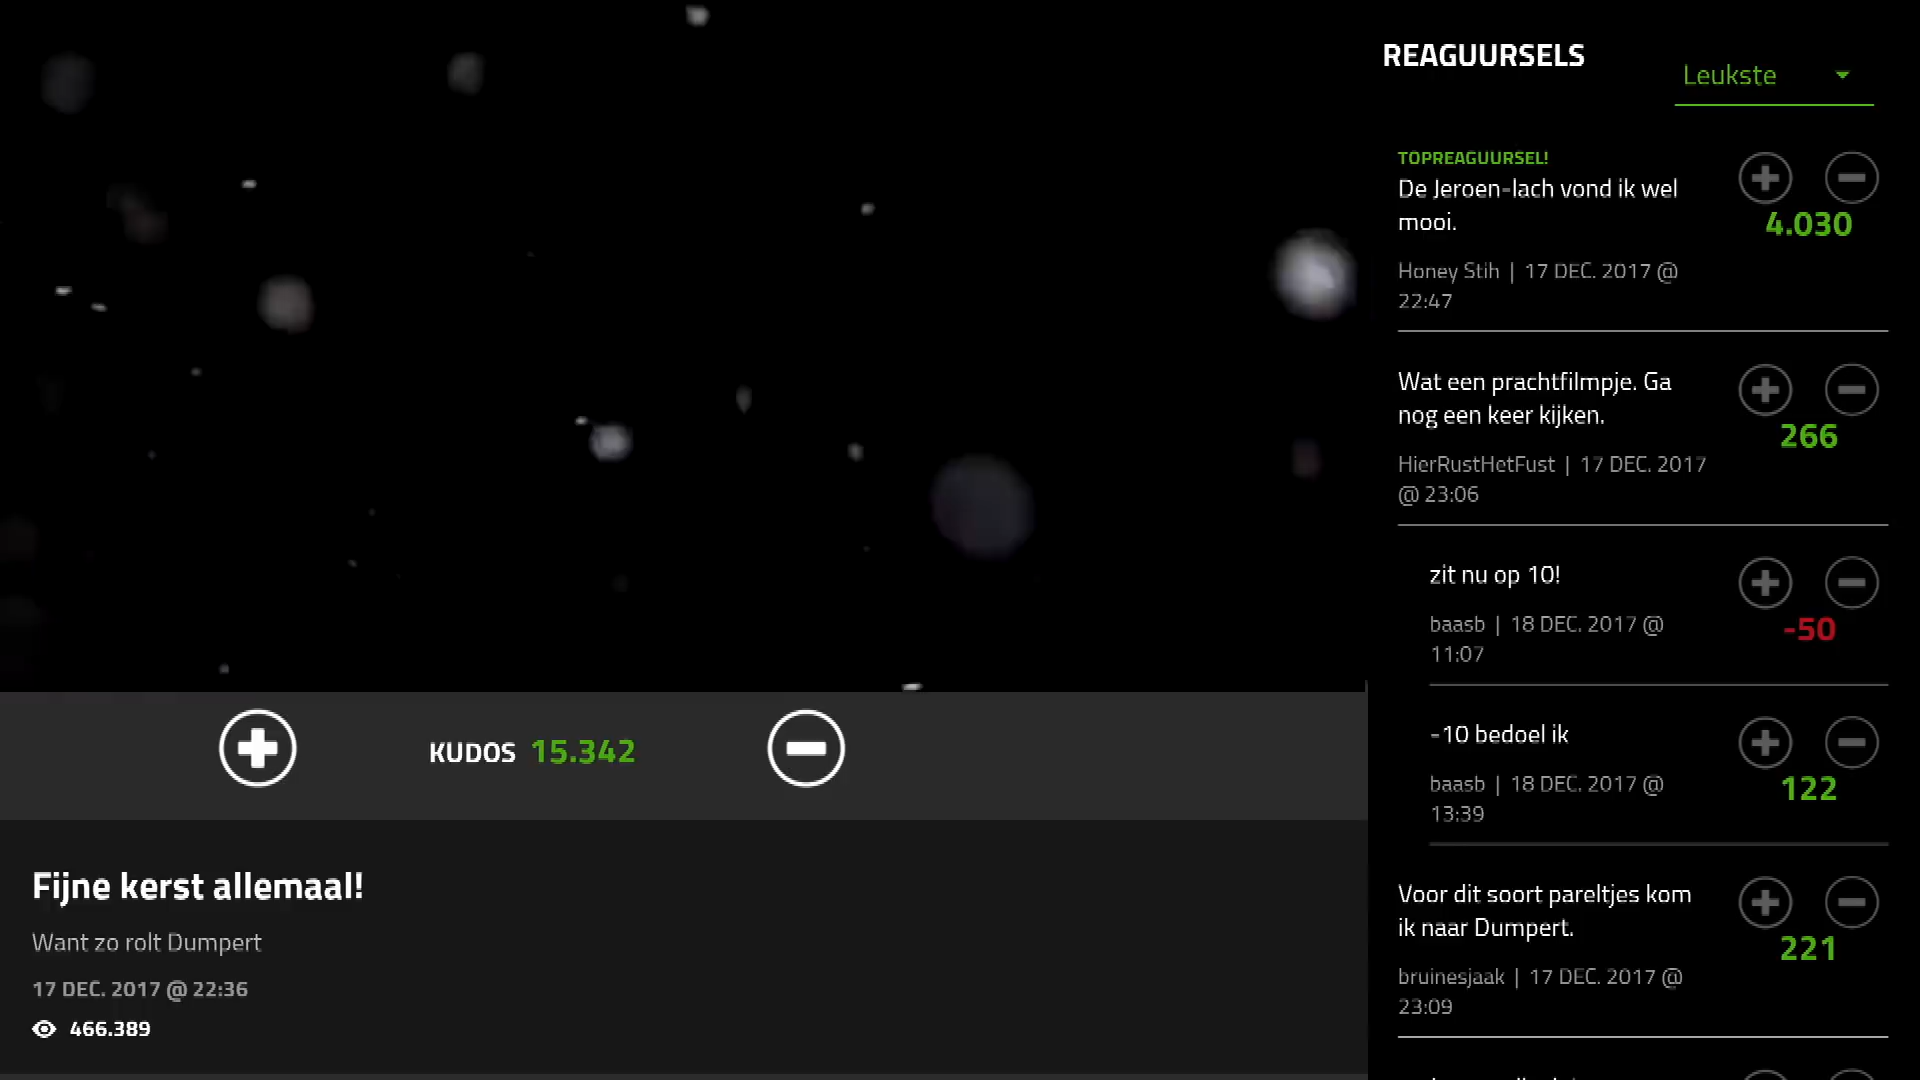 REAGUURSELS
Leukste
TOPREAGUURSEL!
De Jeroen-lach vond ik wel
mooi.
4.030
Honey Stih | 17 DEC. 2017 @
22:47
Wat een prachtfilmpje. Ga
nog een keer kijken.
266
HierRustHetFust | 17 DEC. 2017
@ 23:06
zit nu op 10!
-50
baasb | 18 DEC. 2017 @
11:07
-10 bedoel ik
122
baasb | 18 DEC. 2017 @
13:39
Voor dit soort pareltjes kom
ik naar Dumpert.
221
bruinesjaak | 17 DEC. 2017 @
23:09
KUDOS 15.342
Fijne kerst allemaal!
Want zo rolt Dumpert
17 DEC. 2017 @ 22:36
466.389